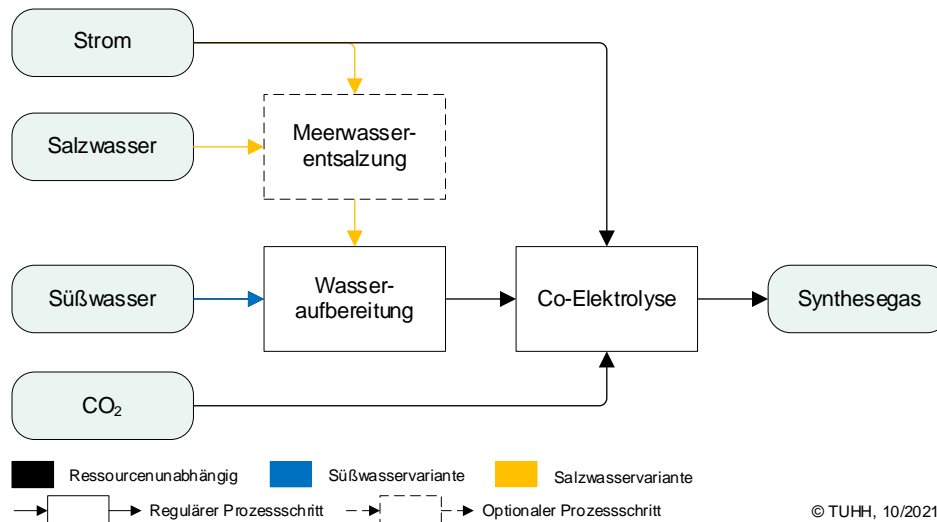 Strom
Salzwasser
Meerwasser-
entsalzung
Süßwasser
Wasser-
aufbereitung
Co-Elektrolyse
Synthesegas
CO₂
Ressourcenunabhängig
Süßwasservariante
Salzwasservariante
Regulärer Prozessschritt
Optionaler Prozessschritt
© TUHH, 10/2021